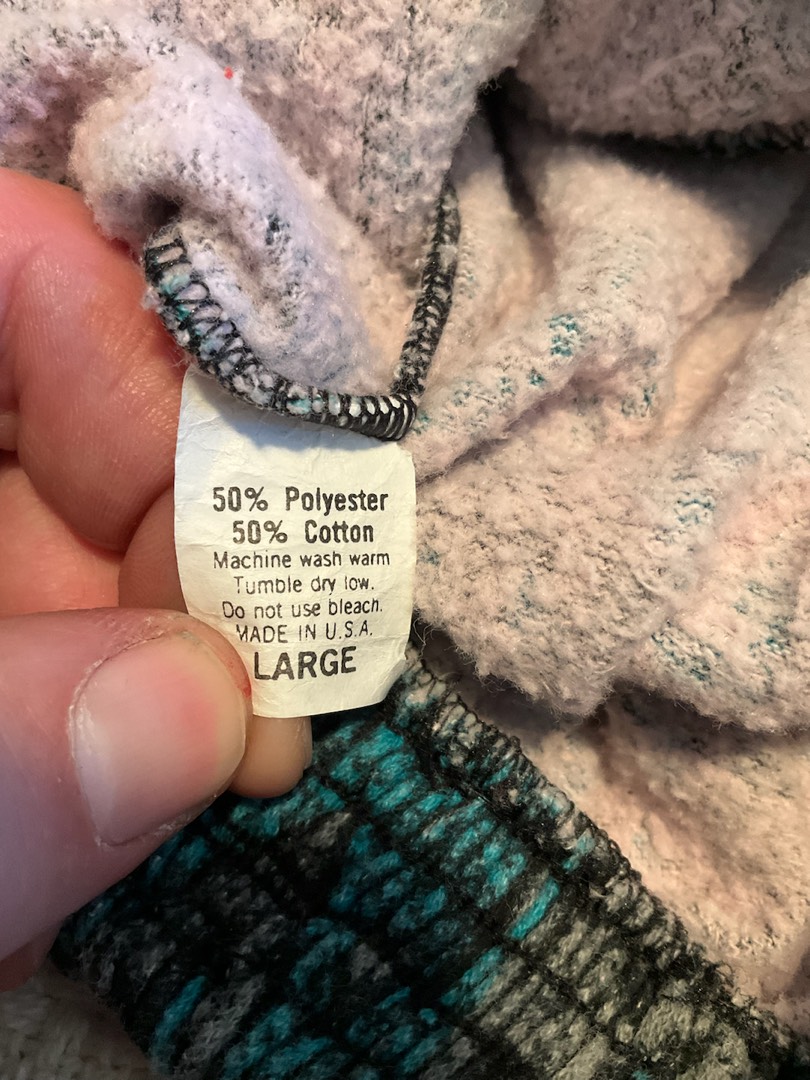 50% Polyester
50% Cotton
Machine wash warm
Tumble dry low.
Do not use bleach.
MADE IN U.S.A.
LARGE